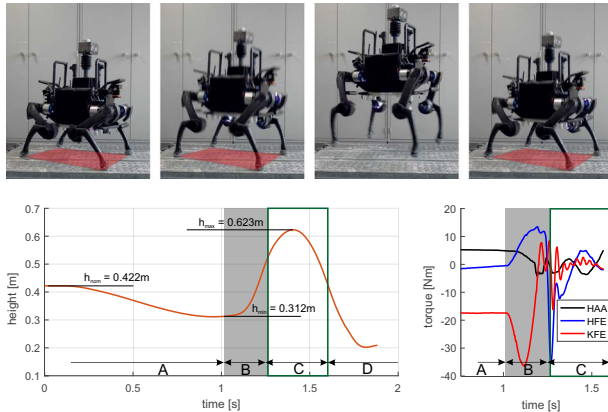 0.7
0.6
0.5
0.4
0.3
0.2
0.1
height [m]
h_max = 0.623m
h_nom = 0.422m
h_min = 0.312m
A B C D
0 0.5 1 1.5 2
time [s]
20
10
0
-10
-20
-30
-40
torque [Nm]
HAA
HFE
KFE
A B C
1 1.5
time [s]